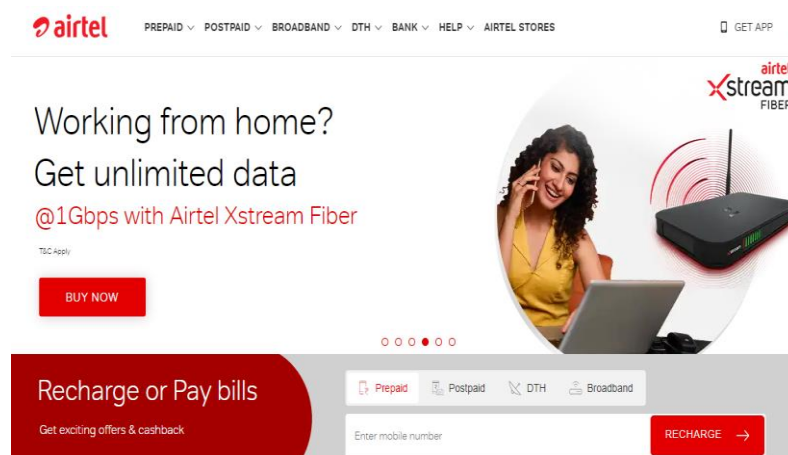 airtel
PREPAID POSTPAID BROADBAND DTH BANK HELP AIRTEL STORES
GET APP
airtel
Xstream
FIBER
Working from home?
Get unlimited data
@1Gbps with Airtel Xstream Fiber
T&C Apply
BUY NOW
Recharge or Pay bills
Get exciting offers & cashback
Prepaid Postpaid DTH Broadband
Enter mobile number
RECHARGE →